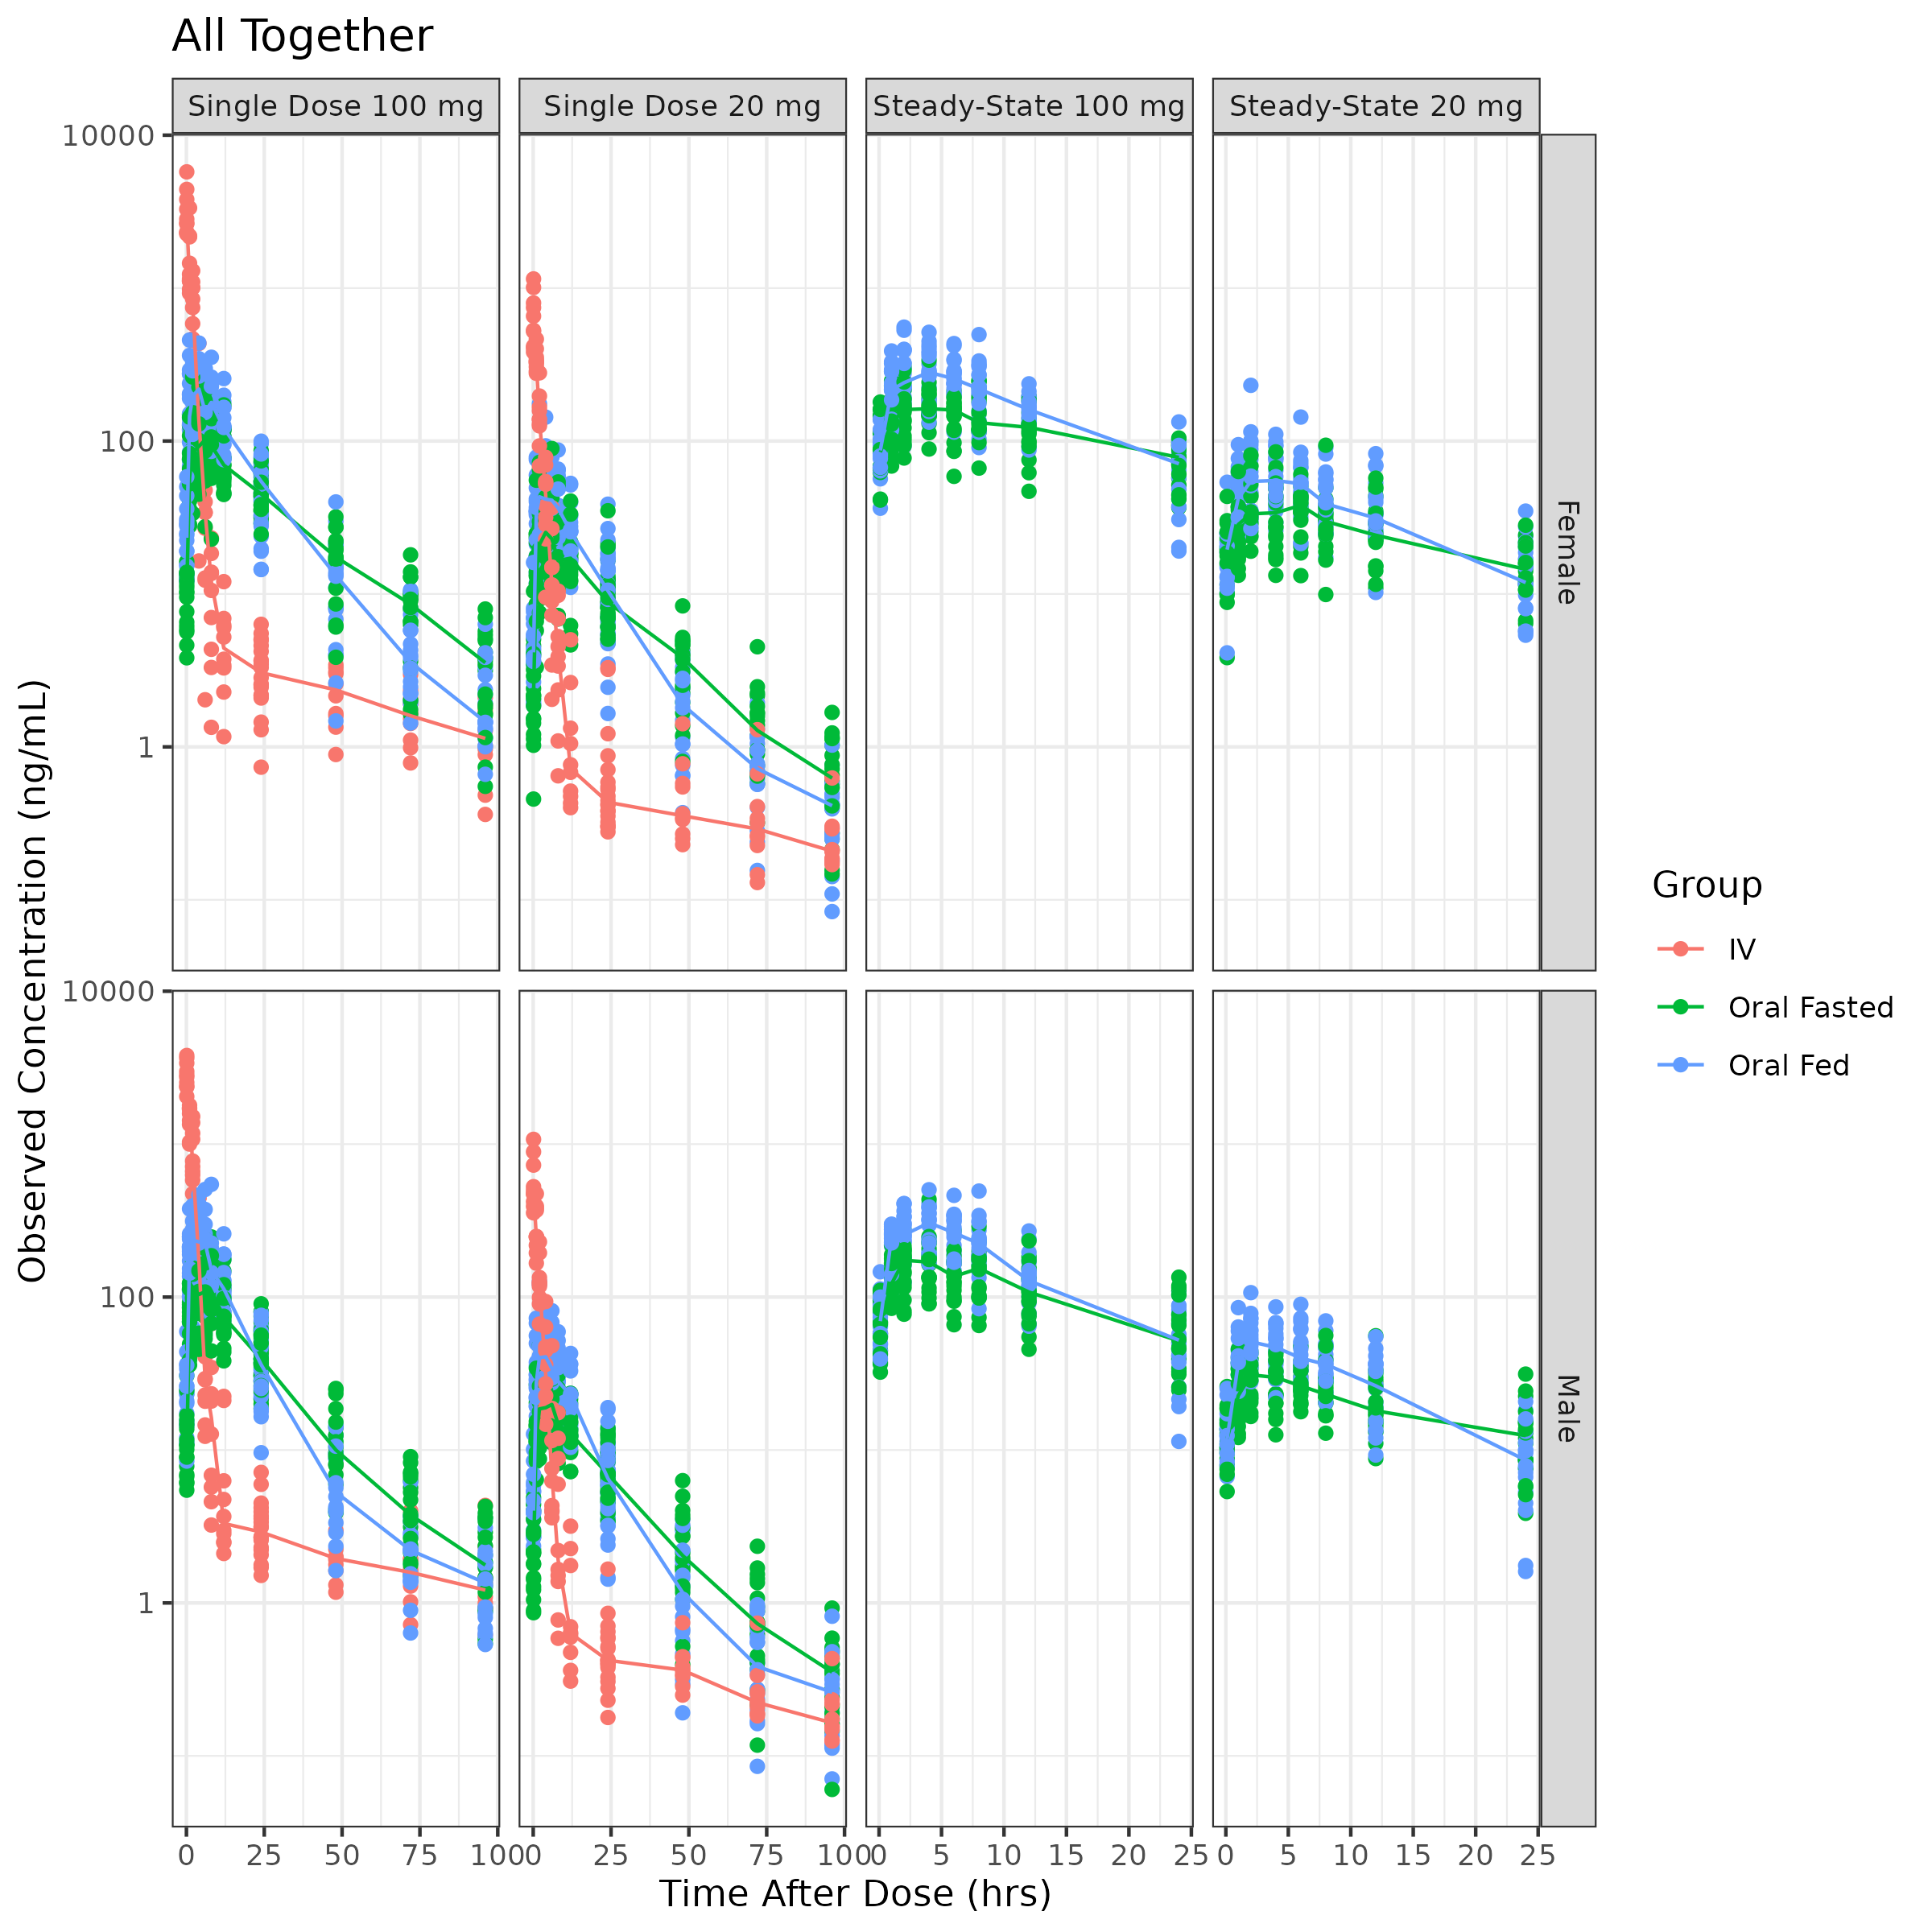 All Together
Single Dose 100 mg
Single Dose 20 mg
Steady-State 100 mg
Steady-State 20 mg
10000
100
1
Female
10000
100
1
Male
Observed Concentration (ng/mL)
0 25 50 75 100
0 25 50 75 100
0 5 10 15 20 25
0 5 10 15 20 25
Time After Dose (hrs)
Group
IV
Oral Fasted
Oral Fed